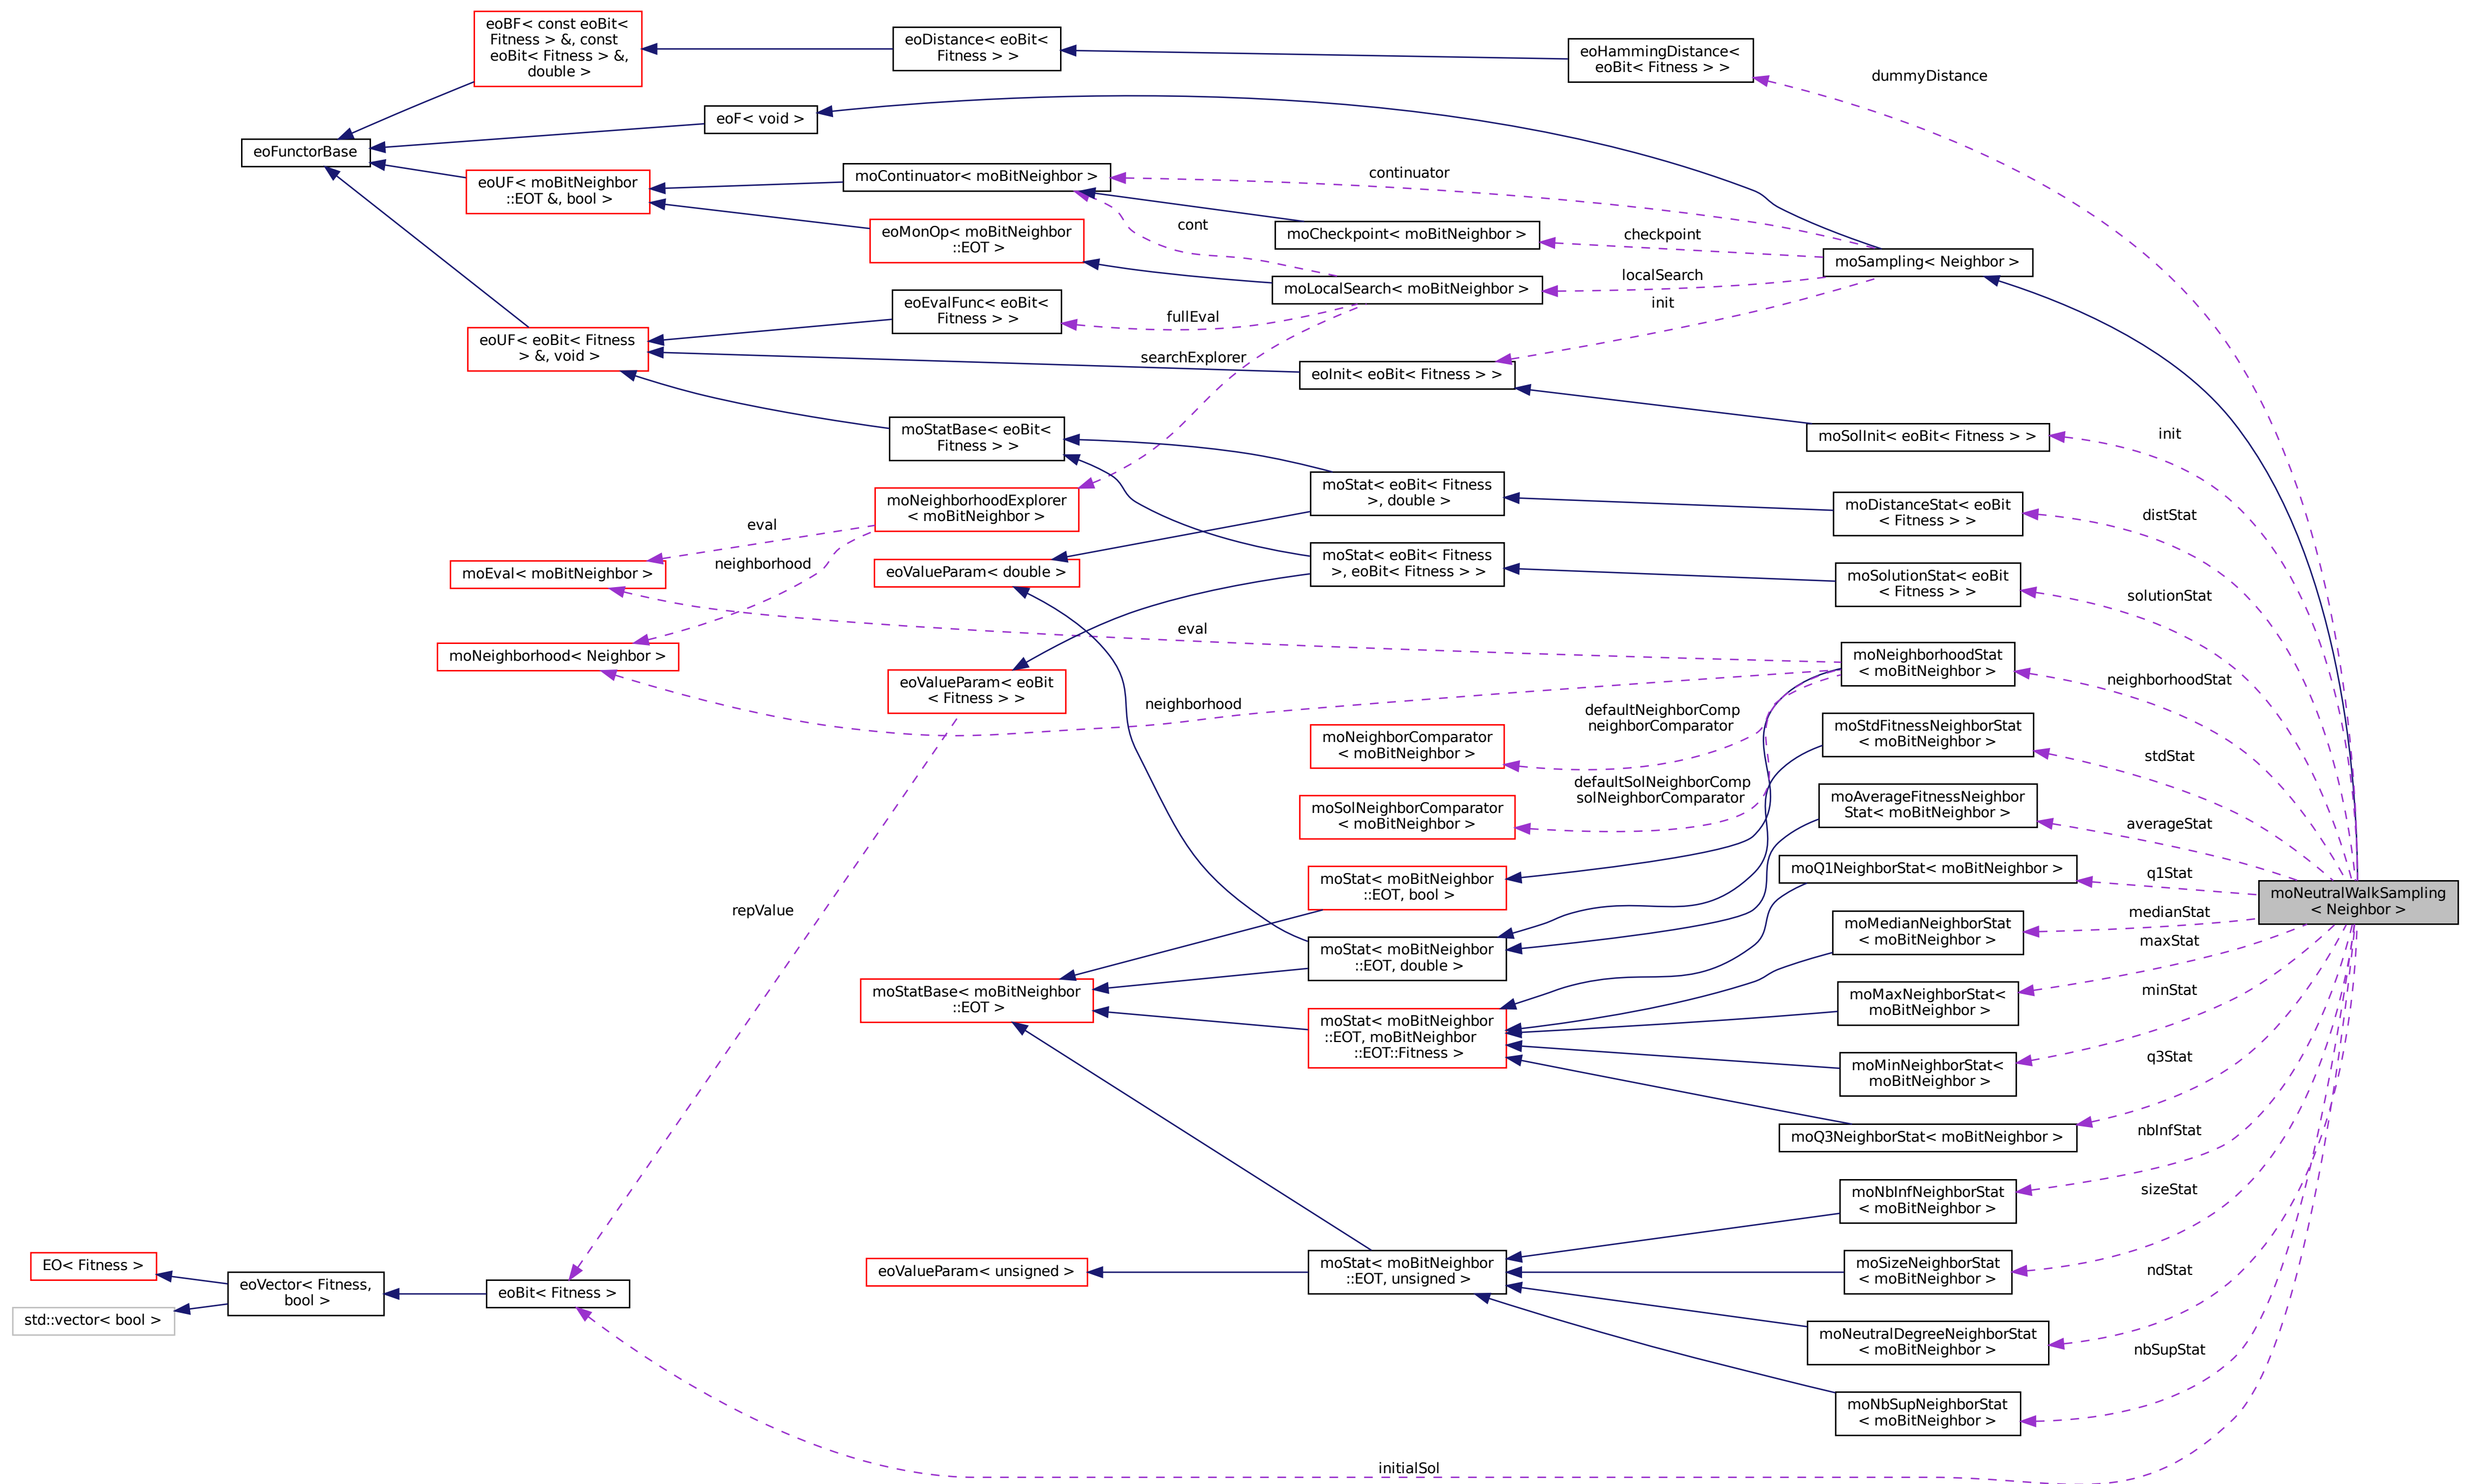 eoBF< const eoBit<
Fitness > &, const
eoBit< Fitness > &,
double >
eoDistance< eoBit<
Fitness > >
eoHammingDistance<
eoBit< Fitness > >
dummyDistance
eoF< void >
eoFunctorBase
eoUF< moBitNeighbor
::EOT &, bool >
moContinuator< moBitNeighbor >
continuator
eoMonOp< moBitNeighbor
::EOT >
cont
moCheckpoint< moBitNeighbor >
checkpoint
moSampling< Neighbor >
localSearch
moLocalSearch< moBitNeighbor >
init
eoEvalFunc< eoBit<
Fitness > >
fullEval
eoUF< eoBit< Fitness
> &, void >
searchExplorer
eoInit< eoBit< Fitness > >
moStatBase< eoBit<
Fitness > >
moSolInit< eoBit< Fitness > >
init
moNeighborhoodExplorer
< moBitNeighbor >
moStat< eoBit< Fitness
>, double >
moDistanceStat< eoBit
< Fitness > >
distStat
eval
neighborhood
moEval< moBitNeighbor >
eoValueParam< double >
moStat< eoBit< Fitness
>, eoBit< Fitness > >
moSolutionStat< eoBit
< Fitness > >
solutionStat
eval
moNeighborhood< Neighbor >
moNeighborhoodStat
< moBitNeighbor >
neighborhoodStat
eoValueParam< eoBit
< Fitness > >
neighborhood
defaultNeighborComp
neighborComparator
moNeighborComparator
< moBitNeighbor >
moStdFitnessNeighborStat
< moBitNeighbor >
stdStat
defaultSolNeighborComp
solNeighborComparator
moSolNeighborComparator
< moBitNeighbor >
moAverageFitnessNeighbor
Stat< moBitNeighbor >
averageStat
moStat< moBitNeighbor
::EOT, bool >
moQ1NeighborStat< moBitNeighbor >
q1Stat
moNeutralWalkSampling
< Neighbor >
repValue
moMedianNeighborStat
< moBitNeighbor >
medianStat
maxStat
moStat< moBitNeighbor
::EOT, double >
moStatBase< moBitNeighbor
::EOT >
moMaxNeighborStat<
moBitNeighbor >
minStat
moStat< moBitNeighbor
::EOT, moBitNeighbor
::EOT::Fitness >
moMinNeighborStat<
moBitNeighbor >
q3Stat
moQ3NeighborStat< moBitNeighbor >
nbInfStat
moNbInfNeighborStat
< moBitNeighbor >
sizeStat
EO< Fitness >
eoVector< Fitness,
bool >
std::vector< bool >
eoBit< Fitness >
eoValueParam< unsigned >
moStat< moBitNeighbor
::EOT, unsigned >
moSizeNeighborStat
< moBitNeighbor >
ndStat
moNeutralDegreeNeighborStat
< moBitNeighbor >
nbSupStat
moNbSupNeighborStat
< moBitNeighbor >
initialSol